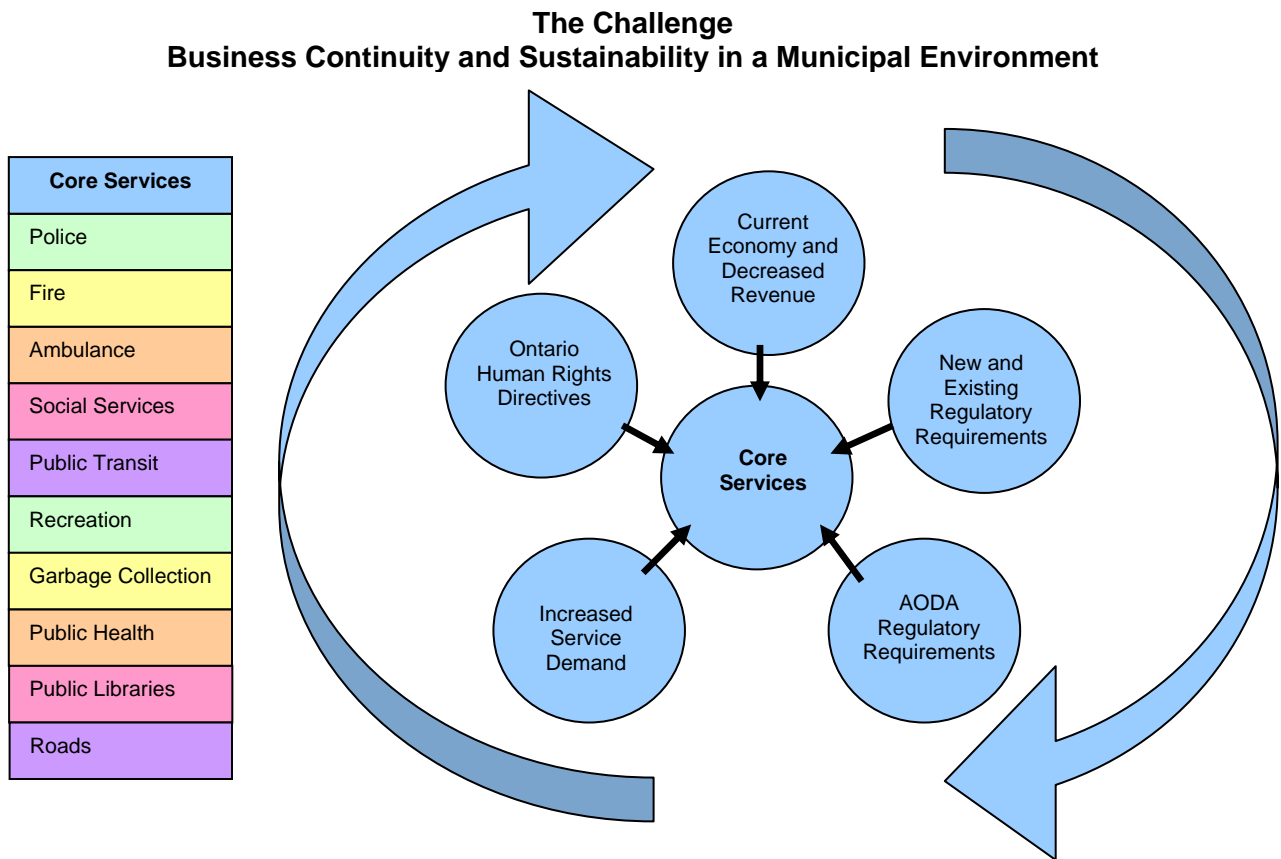 The Challenge
Business Continuity and Sustainability in a Municipal Environment
Core Services
Police
Fire
Ambulance
Social Services
Public Transit
Recreation
Garbage Collection
Public Health
Public Libraries
Roads
Current
Economy and
Decreased
Revenue
Ontario
Human Rights
Directives
New and
Existing
Regulatory
Requirements
Core
Services
Increased
Service
Demand
AODA
Regulatory
Requirements